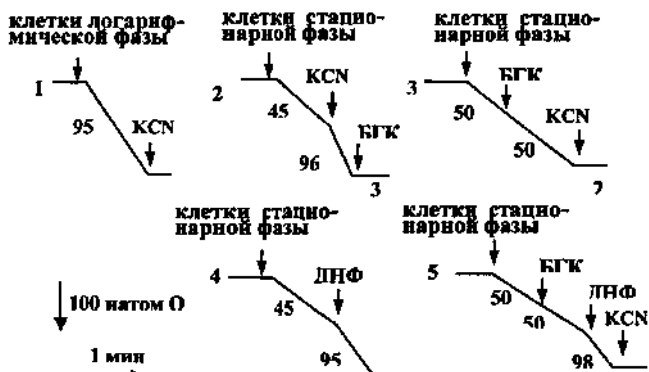 клетки логариф-
мической фазы
1
95
KCN
клетки стацио-
нарной фазы
2
45
KCN
96
БГК
3
клетки стацио-
нарной фазы
3
50
БГК
50
KCN
2
клетки стацио-
нарной фазы
4
45
ДНФ
95
клетки стацио-
нарной фазы
5
50
БГК
50
ДНФ
KCN
98
100 натом О
1 мин